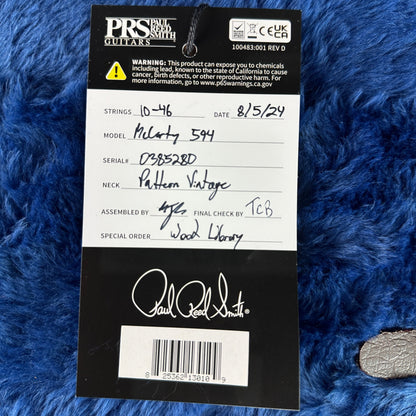 PRS PAUL REED SMITH
GUITARS
UKCA
100483:001 REV D
WARNING: This product can expose you to chemicals
including lead, known to the state of California to cause
cancer, birth defects, or other reproductive harm. For
more information, go to www.p65warnings.ca.gov
STRINGS 10-46 DATE 8/5/24
MODEL McCarty 594
SERIAL# 0385280
NECK Pattern Vintage
ASSEMBLED BY FINAL CHECK BY TCB
SPECIAL ORDER Wood Library
Paul Reed Smith®
8 25362 13010 9